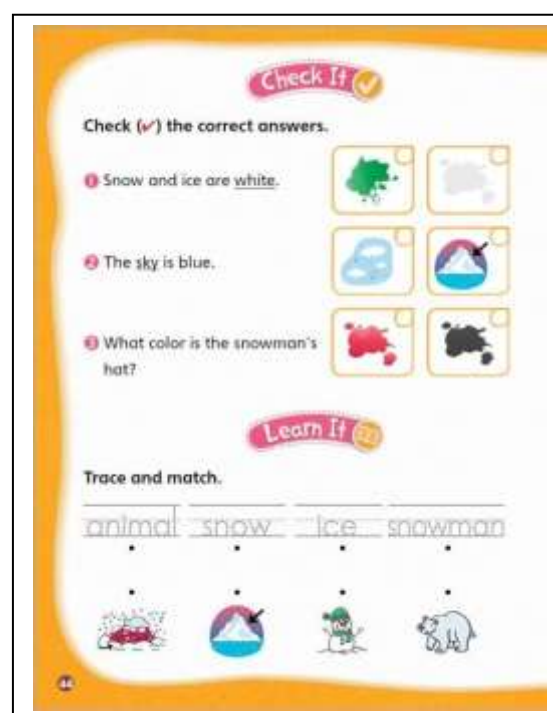 Check It
Check (✓) the correct answers.
1 Snow and ice are white.
2 The sky is blue.
3 What color is the snowman's
hat?
Learn It
Trace and match.
animal snow ice snowman
44